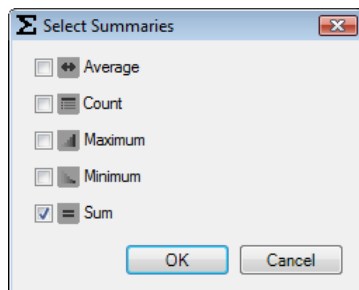 Σ Select Summaries
Average
Count
Maximum
Minimum
Sum
OK Cancel